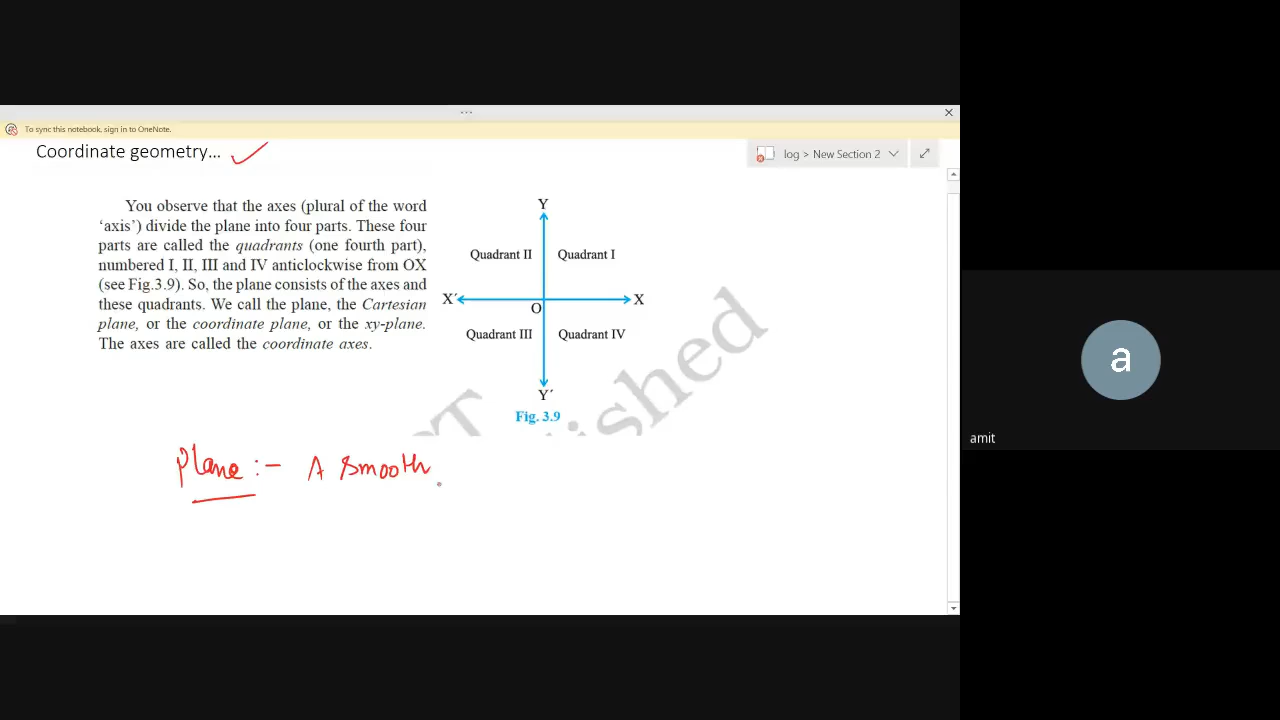 To sync this notebook, sign in to OneNote.
Coordinate geometry...
log > New Section 2
You observe that the axes (plural of the word
‘axis’) divide the plane into four parts. These four
parts are called the quadrants (one fourth part),
numbered I, II, III and IV anticlockwise from OX
(see Fig.3.9). So, the plane consists of the axes and
these quadrants. We call the plane, the Cartesian
plane, or the coordinate plane, or the xy-plane.
The axes are called the coordinate axes.
Y
Quadrant II Quadrant I
X´ X
O
Quadrant III Quadrant IV
Y´
Fig. 3.9
Plane :- A Smooth
a
amit